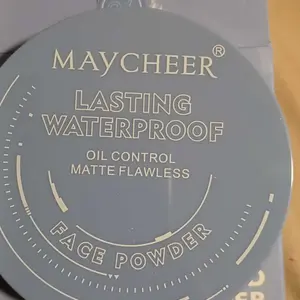 MAYCHEER®
LASTING
WATERPROOF
OIL CONTROL
MATTE FLAWLESS
FACE POWDER